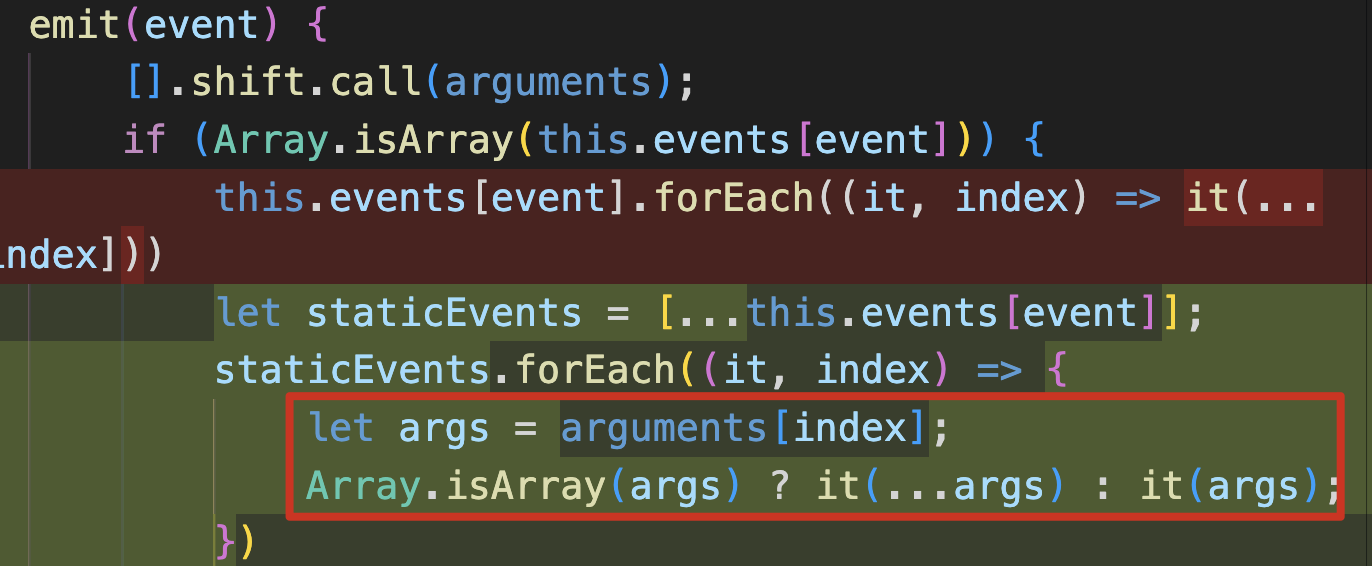 emit(event) {
[].shift.call(arguments);
if (Array.isArray(this.events[event])) {
this.events[event].forEach((it, index) => it(...
index]))
let staticEvents = [...this.events[event]];
staticEvents.forEach((it, index) => {
let args = arguments[index];
Array.isArray(args) ? it(...args) : it(args);
})